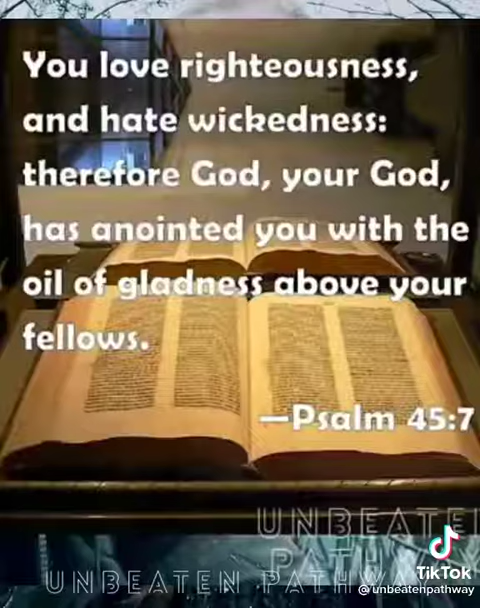 You love righteousness,
and hate wickedness:
therefore God, your God,
has anointed you with the
oil of gladness above your
fellows.
—Psalm 45:7
UNBEATEN
PATHWAY
UNBEATEN PATHWAY
TikTok
@unbeatenpathway